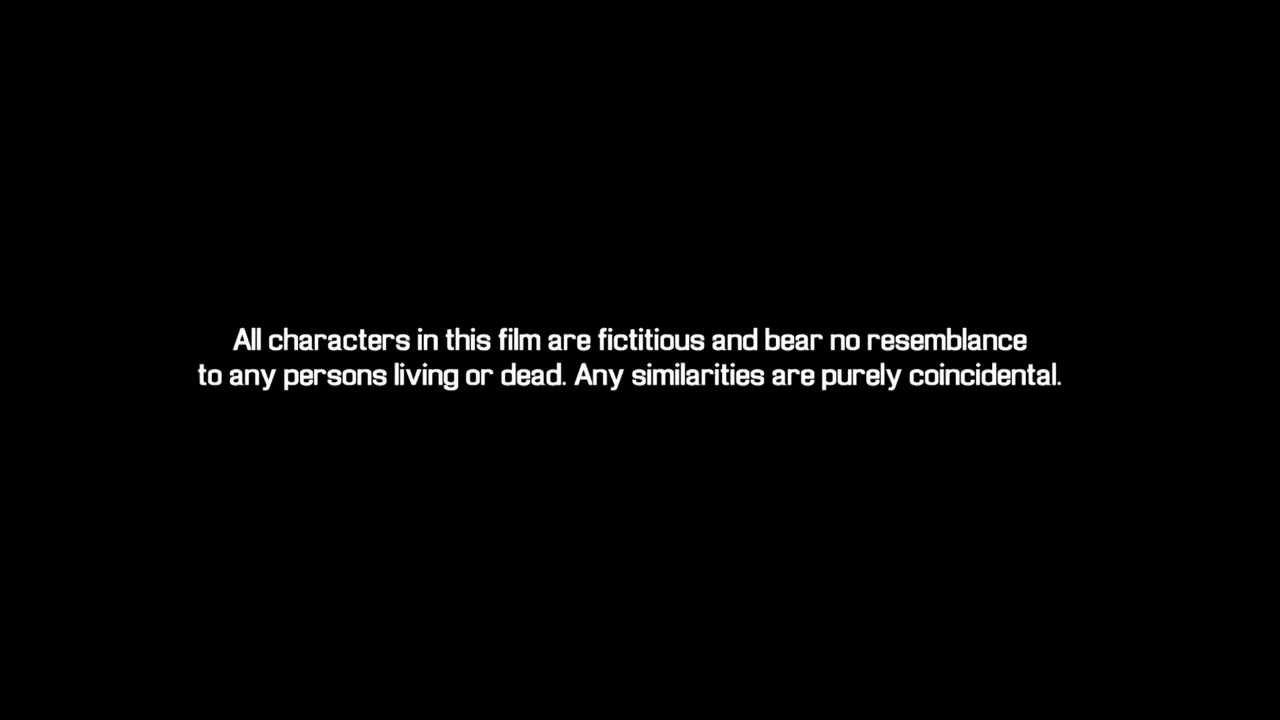 All characters in this film are fictitious and bear no resemblance
to any persons living or dead. Any similarities are purely coincidental.